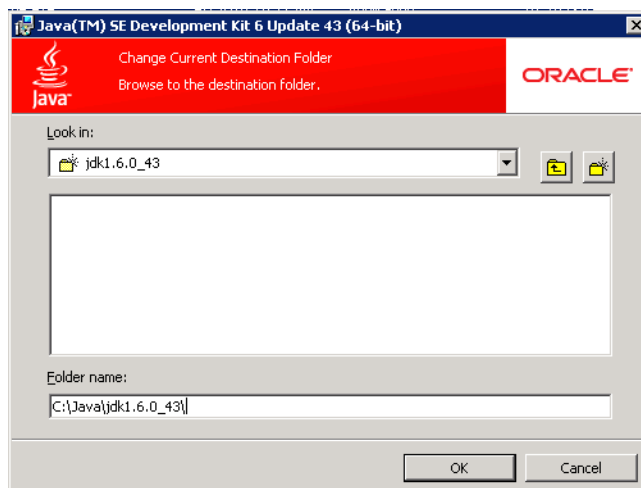 Java(TM) SE Development Kit 6 Update 43 (64-bit)
Change Current Destination Folder
Browse to the destination folder.
Java
ORACLE
Look in:
jdk1.6.0_43
Folder name:
C:\Java\jdk1.6.0_43\
OK
Cancel